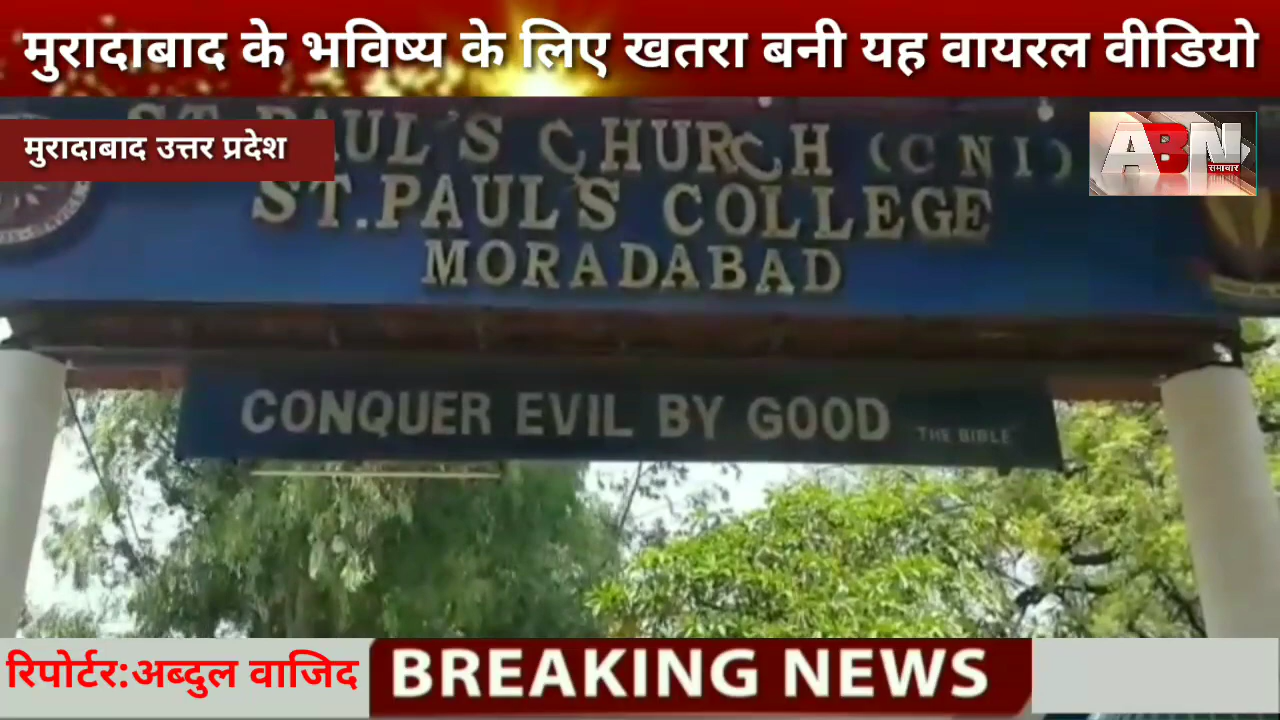 मुरादाबाद के भविष्य के लिए खतरा बनी यह वायरल वीडियो
मुरादाबाद उत्तर प्रदेश
ABN
समाचार
ST. PAUL'S CHURCH (CNI)
ST. PAUL'S COLLEGE
MORADABAD
CONQUER EVIL BY GOOD THE BIBLE
रिपोर्टर:अब्दुल वाजिद
BREAKING NEWS